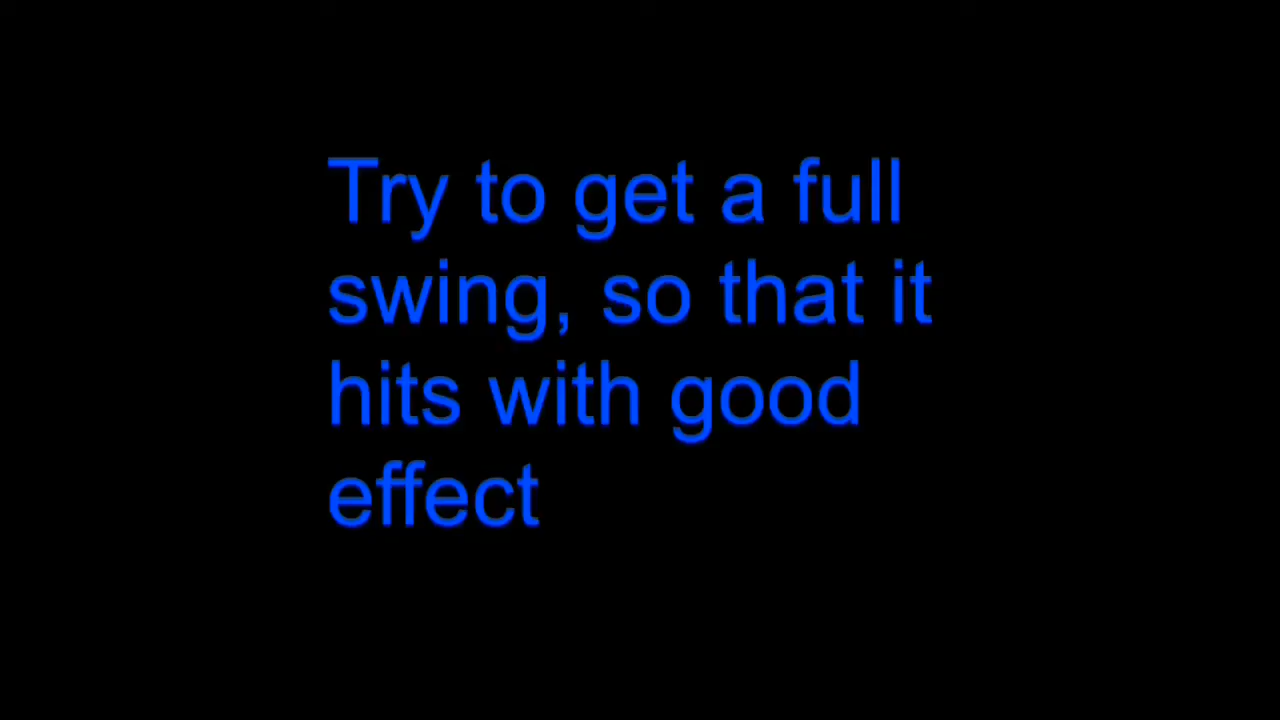 Try to get a full
swing, so that it
hits with good
effect